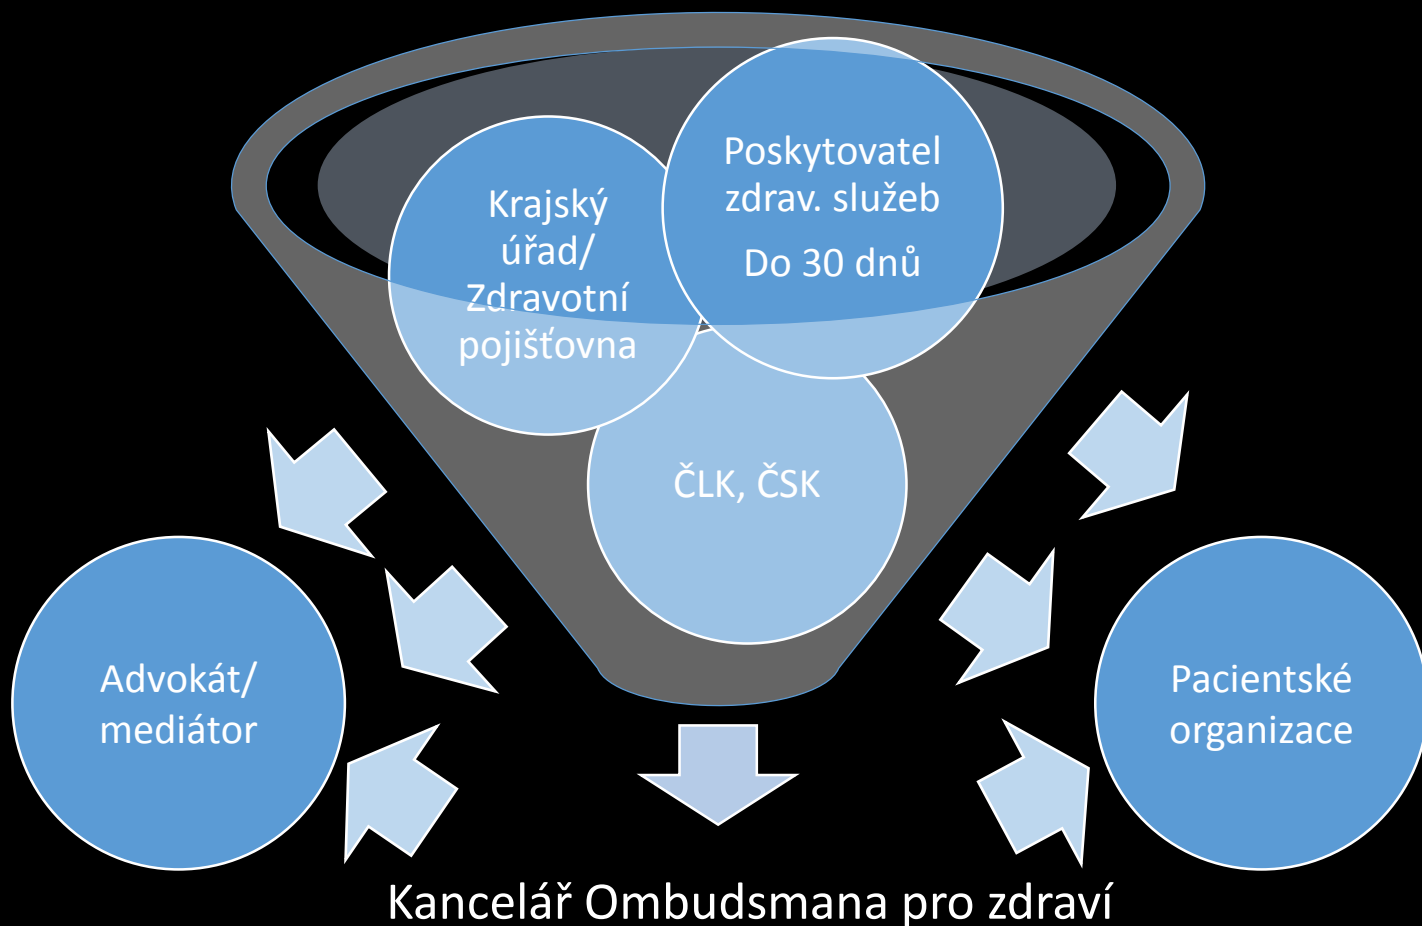 Poskytovatel
zdrav. služeb
Do 30 dnů
Krajský
úřad/
Zdravotní
pojišťovna
ČLK, ČSK
Advokát/
mediátor
Pacientské
organizace
Kancelář Ombudsmana pro zdraví